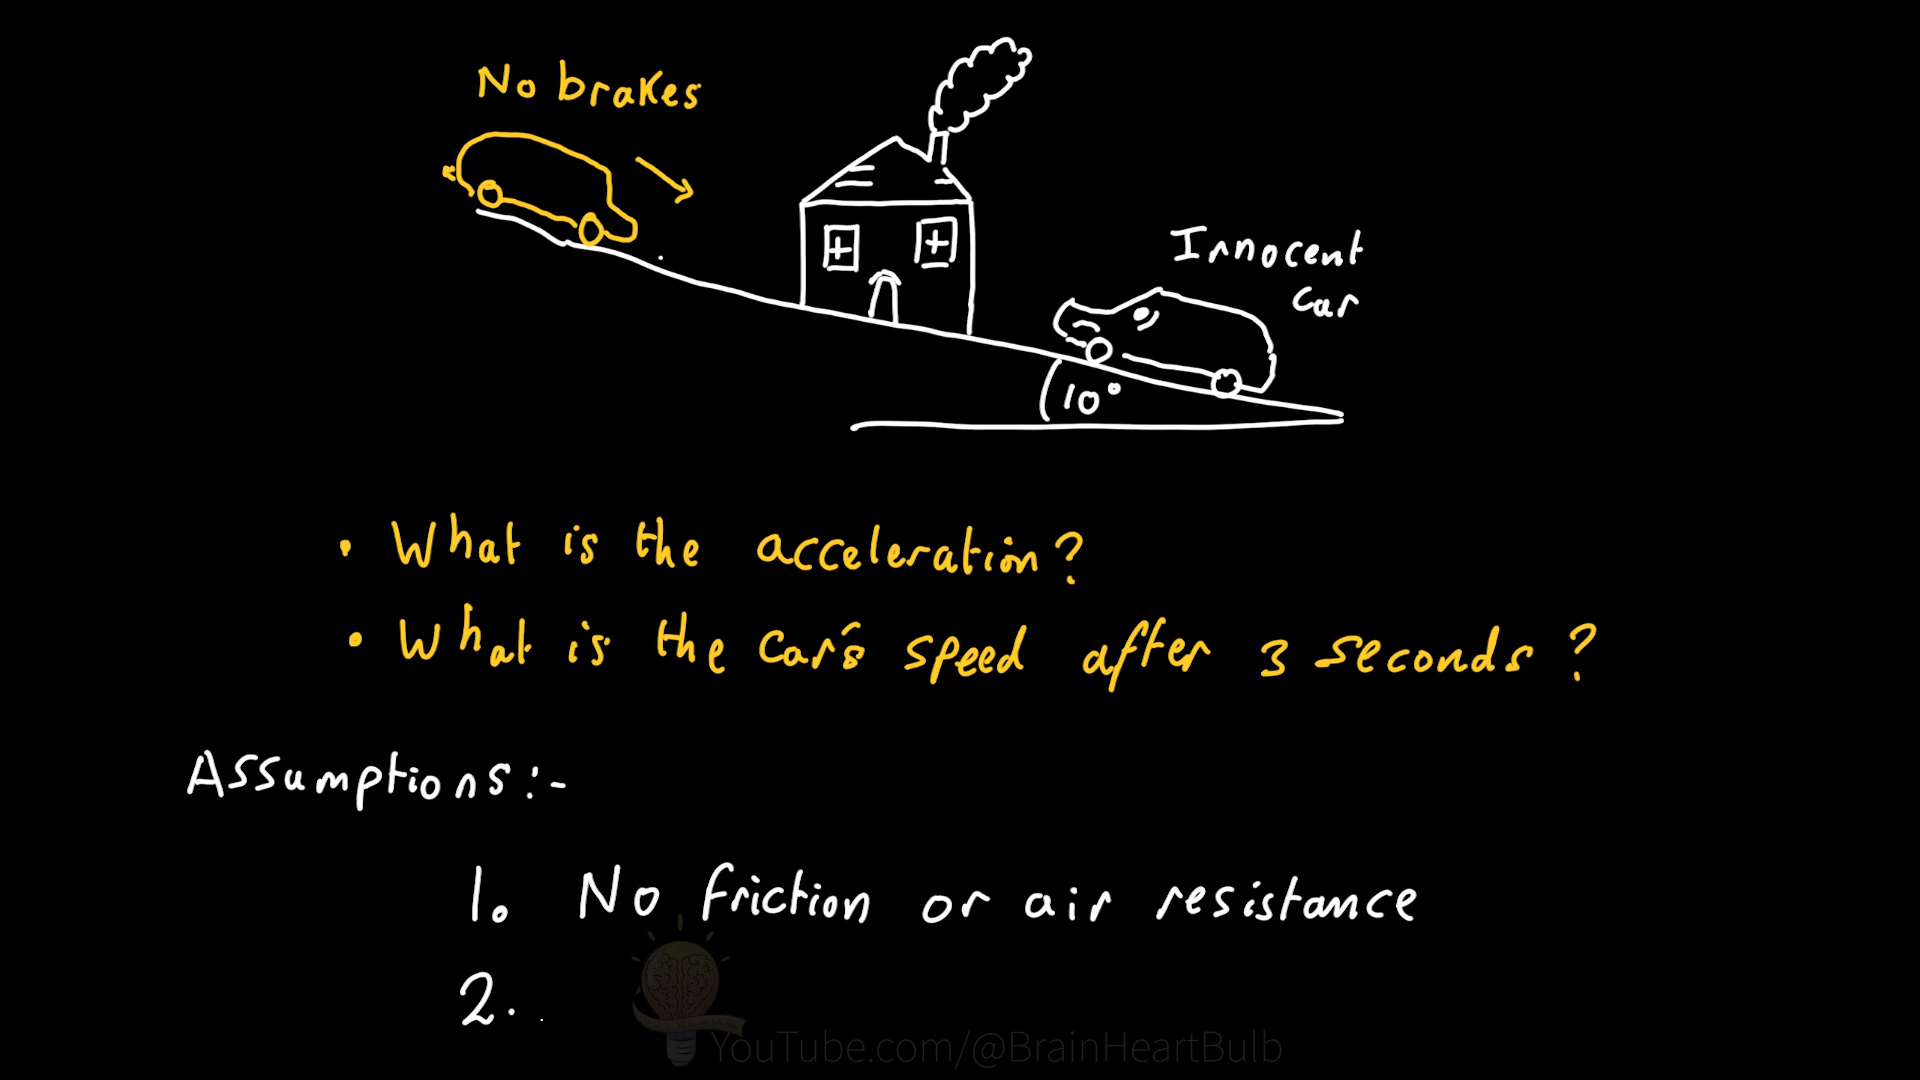 No brakes
Innocent
car
10°
• What is the acceleration?
• What is the car's speed after 3 seconds?
Assumptions:-
1. No friction or air resistance
2.
YouTube.com/@BrainHeartBulb